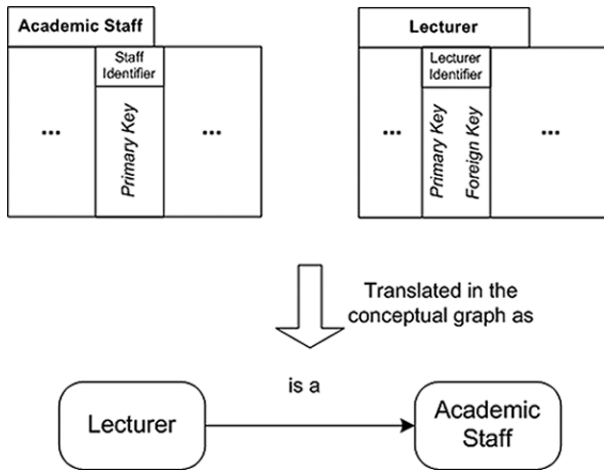 Academic Staff
Staff
Identifier
...
Primary Key
...
Lecturer
Lecturer
Identifier
...
Primary Key
Foreign Key
...
Translated in the
conceptual graph as
is a
Lecturer
Academic
Staff